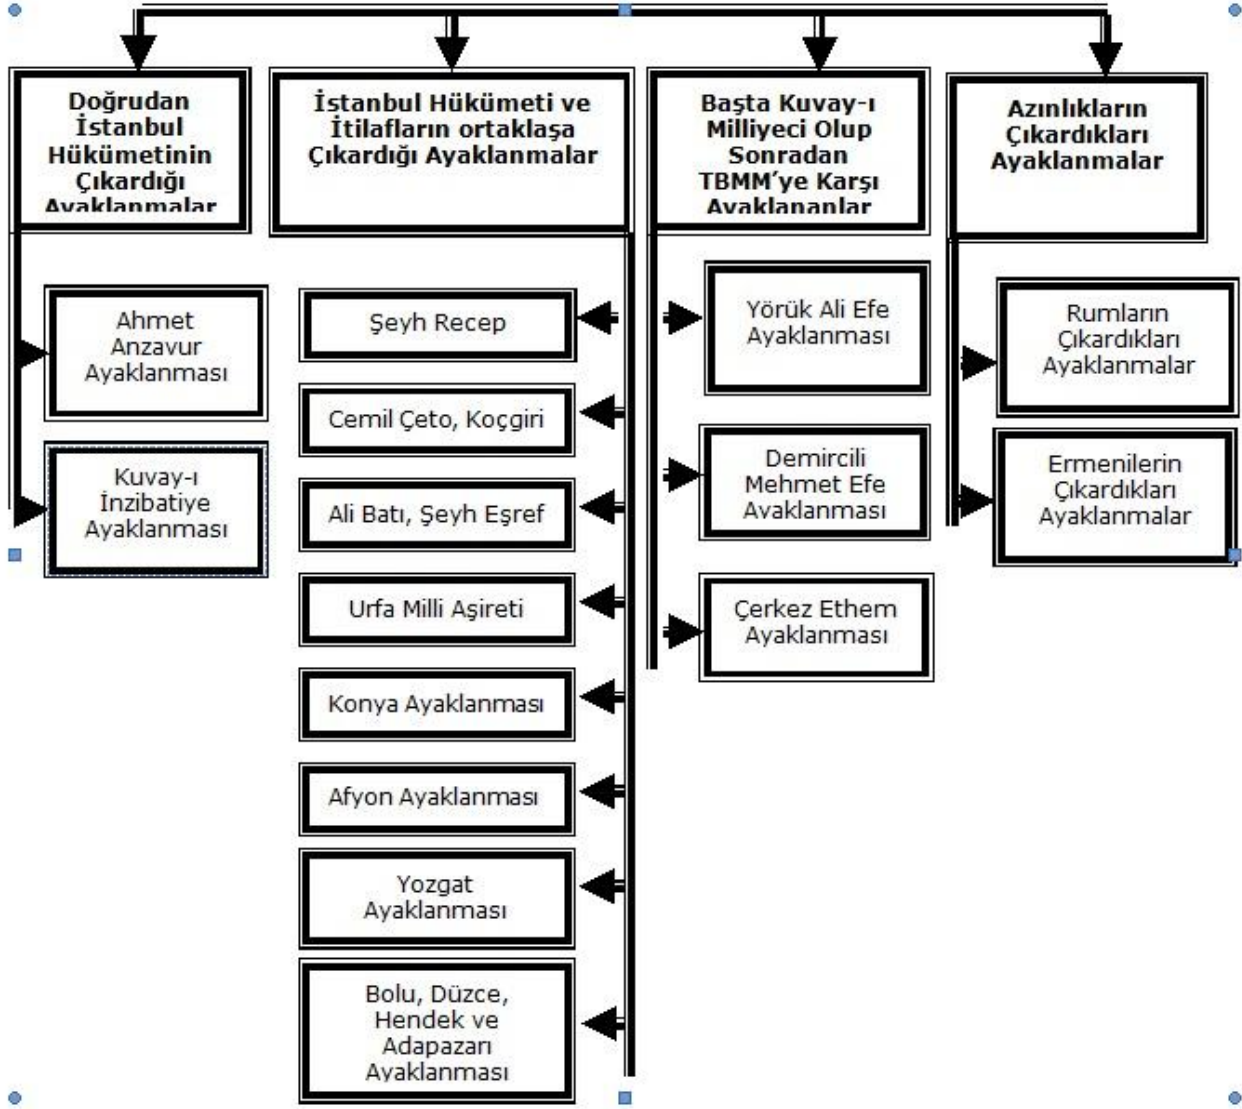 Doğrudan
İstanbul
Hükümetinin
Çıkardığı
Ayaklanmalar
Ahmet
Anzavur
Ayaklanması
Kuvay-ı
İnzibatiye
Ayaklanması
İstanbul Hükümeti ve
İtilafların ortaklaşa
Çıkardığı Ayaklanmalar
Şeyh Recep
Cemil Çeto, Koçgiri
Ali Batı, Şeyh Eşref
Urfa Milli Aşireti
Konya Ayaklanması
Afyon Ayaklanması
Yozgat
Ayaklanması
Bolu, Düzce,
Hendek ve
Adapazarı
Ayaklanması
Başta Kuvay-ı
Milliyeci Olup
Sonradan
TBMM'ye Karşı
Ayaklananlar
Yörük Ali Efe
Ayaklanması
Demircili
Mehmet Efe
Ayaklanması
Çerkez Ethem
Ayaklanması
Azınlıkların
Çıkardıkları
Ayaklanmalar
Rumların
Çıkardıkları
Ayaklanmalar
Ermenilerin
Çıkardıkları
Ayaklanmalar